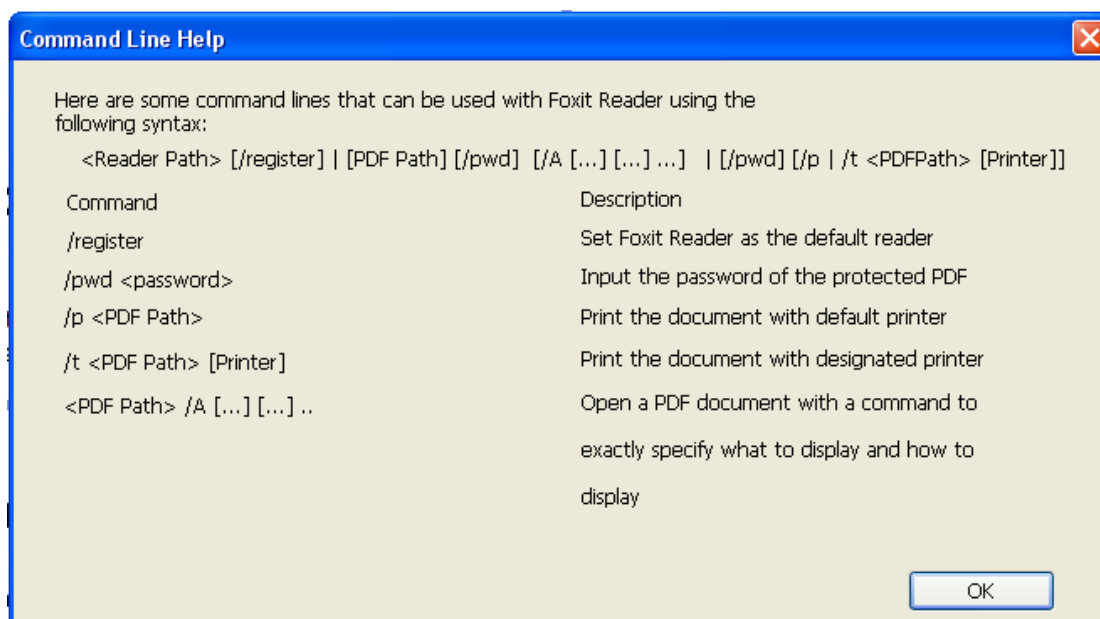 Command Line Help
Here are some command lines that can be used with Foxit Reader using the
following syntax:
<Reader Path> [/register] | [PDF Path] [/pwd]  [/A [...] [...] ...]   | [/pwd] [/p | /t <PDFPath> [Printer]]
Command Description
/register Set Foxit Reader as the default reader
/pwd <password> Input the password of the protected PDF
/p <PDF Path> Print the document with default printer
/t <PDF Path> [Printer] Print the document with designated printer
<PDF Path> /A [...] [...] .. Open a PDF document with a command to
exactly specify what to display and how to
display
OK